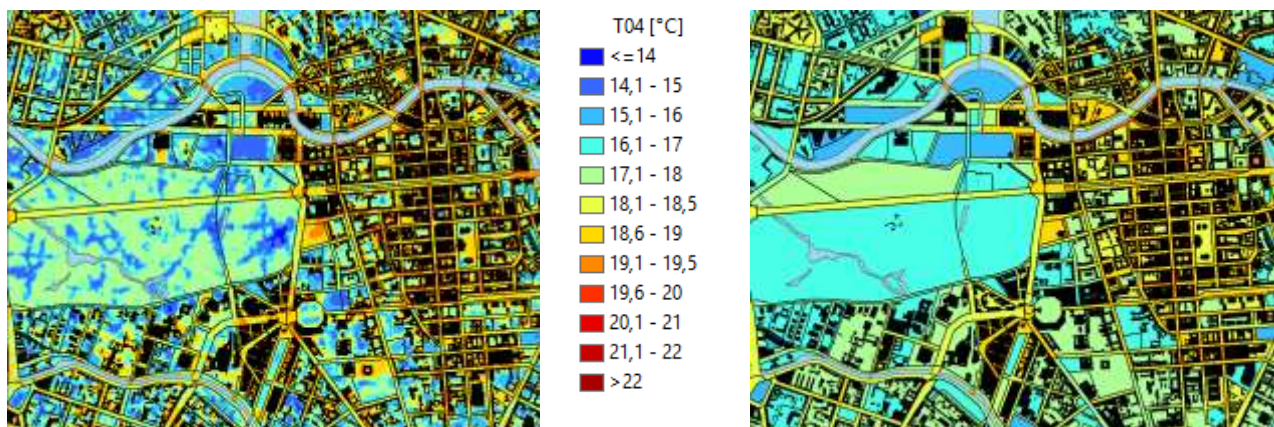 T04 [°C]
<=14
14,1 - 15
15,1 - 16
16,1 - 17
17,1 - 18
18,1 - 18,5
18,6 - 19
19,1 - 19,5
19,6 - 20
20,1 - 21
21,1 - 22
>22